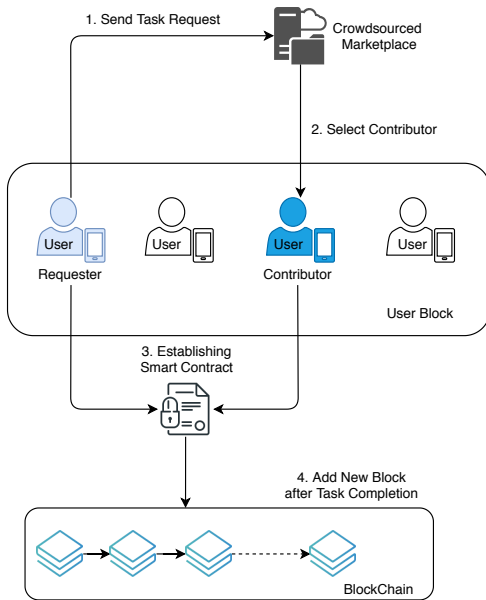 1. Send Task Request
Crowdsourced
Marketplace
2. Select Contributor
User
User
User
User
Requester
Contributor
User Block
3. Establishing
Smart Contract
4. Add New Block
after Task Completion
BlockChain